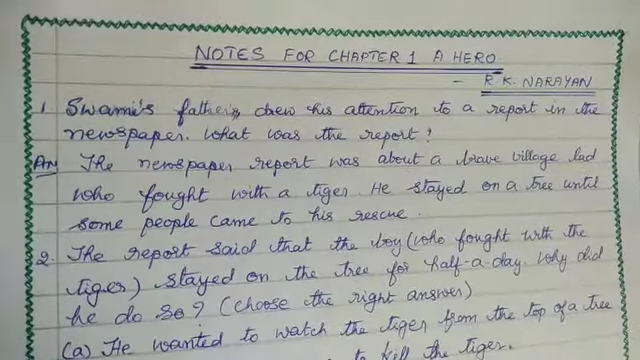 NOTES FOR CHAPTER 1 A HERO
- R.K. NARAYAN
1. Swami's father drew his attention to a report in the
newspaper. What was the report?
An The newspaper report was about a brave village lad
who fought with a tiger. He stayed on a tree until
some people came to his rescue.
2. The report said that the boy (who fought with the
tiger) stayed on the tree for half-a-day. Why did
he do so? (choose the right answer)
(a) He wanted to watch the tiger from the top of a tree
to kill the tiger.